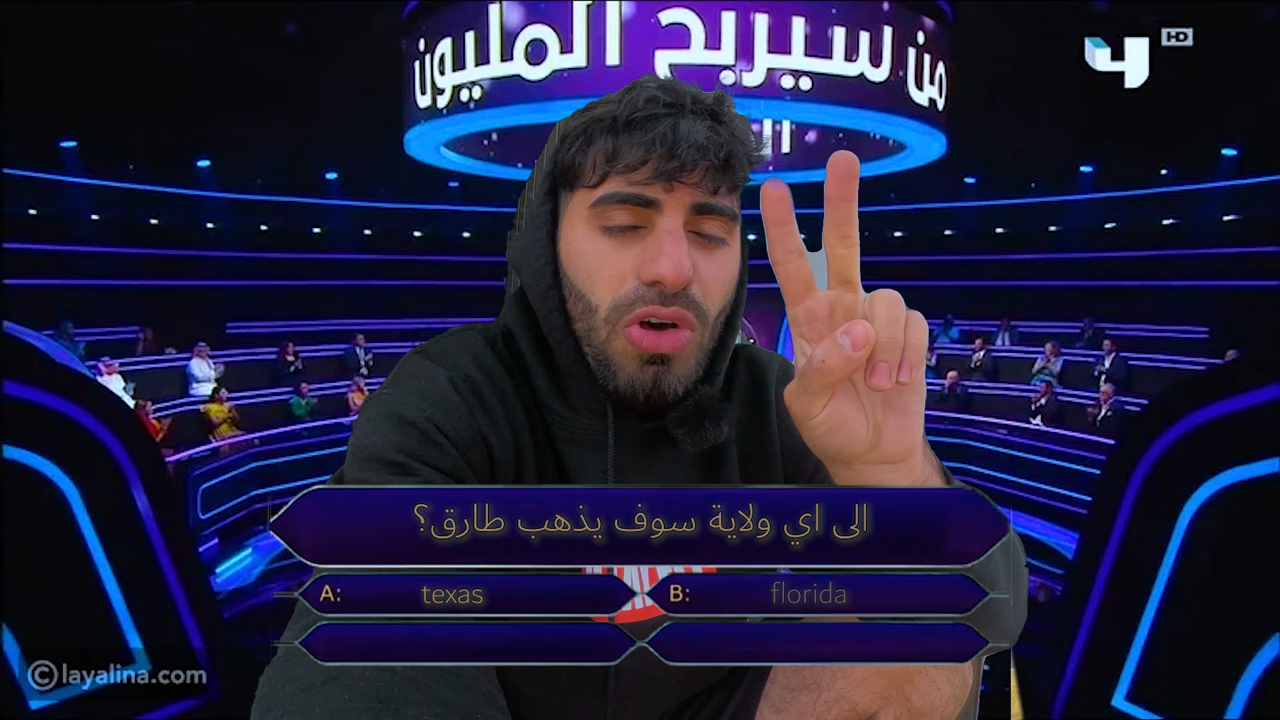 من سيربح المليون
HD
الى اي ولاية سوف يذهب طارق؟
A: texas
B: florida
©layalina.com